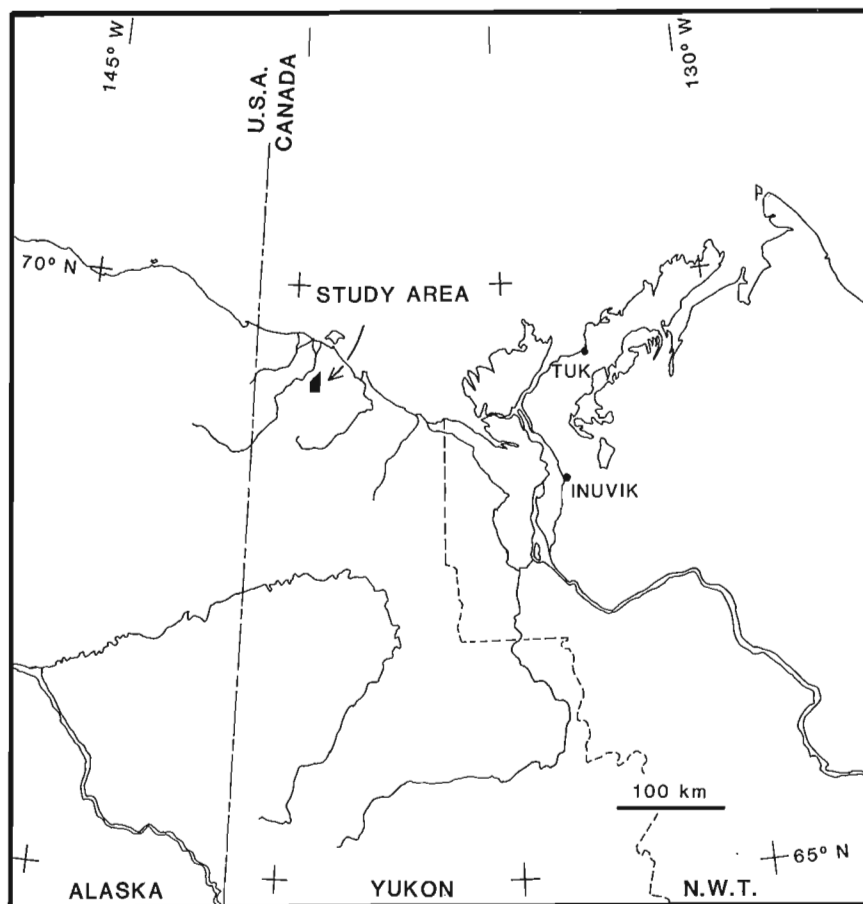 145° W
130° W
U.S.A.
CANADA
70° N
STUDY AREA
TUK
INUVIK
100 km
65° N
ALASKA
YUKON
N.W.T.